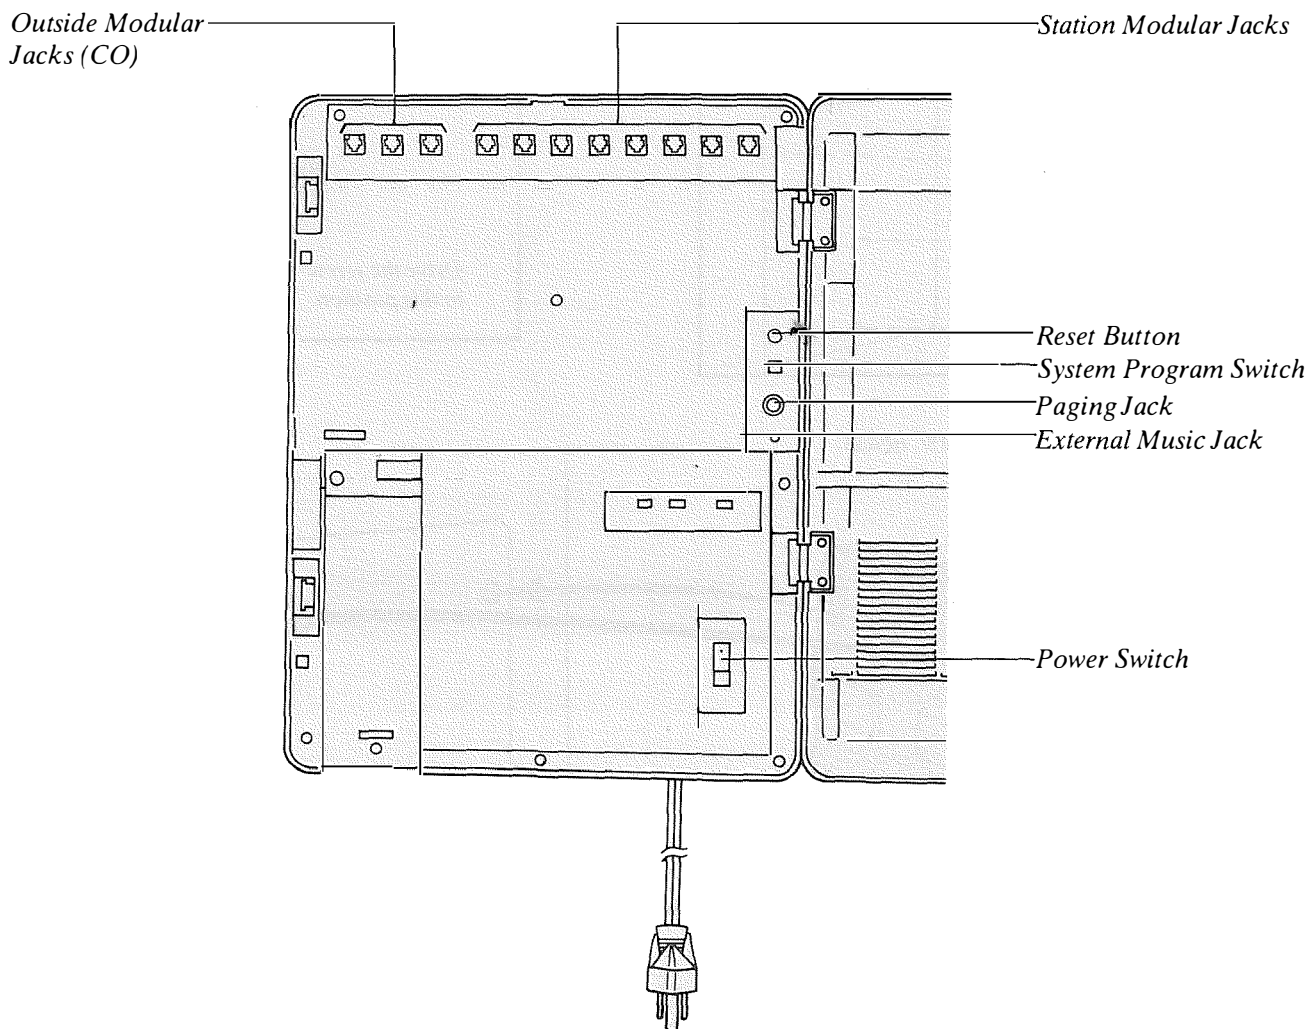 Outside Modular
Jacks (CO)
Station Modular Jacks
Reset Button
System Program Switch
Paging Jack
External Music Jack
Power Switch